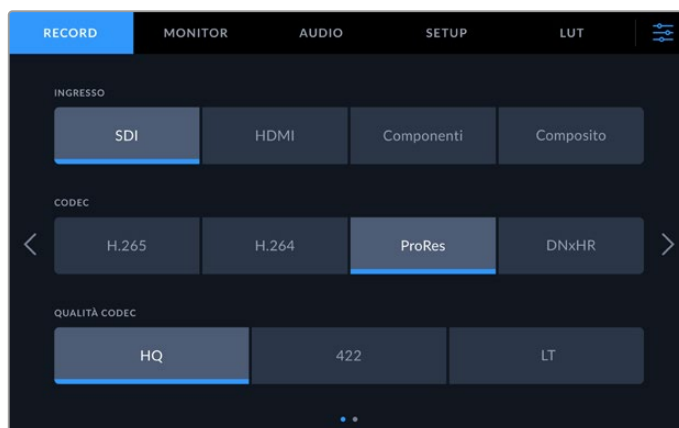 RECORD MONITOR AUDIO SETUP LUT
INGRESSO
SDI HDMI Componenti Composito
CODEC
H.265 H.264 ProRes DNxHR
QUALITÀ CODEC
HQ 422 LT